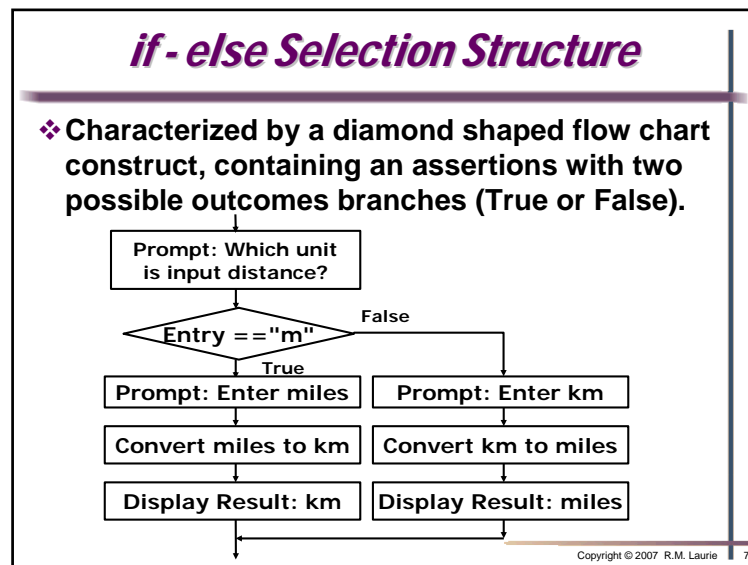 if - else Selection Structure
❖Characterized by a diamond shaped flow chart
construct, containing an assertions with two
possible outcomes branches (True or False).
Prompt: Which unit
is input distance?
Entry =="m"
False
True
Prompt: Enter miles
Prompt: Enter km
Convert miles to km
Convert km to miles
Display Result: km
Display Result: miles
Copyright © 2007 R.M. Laurie 7